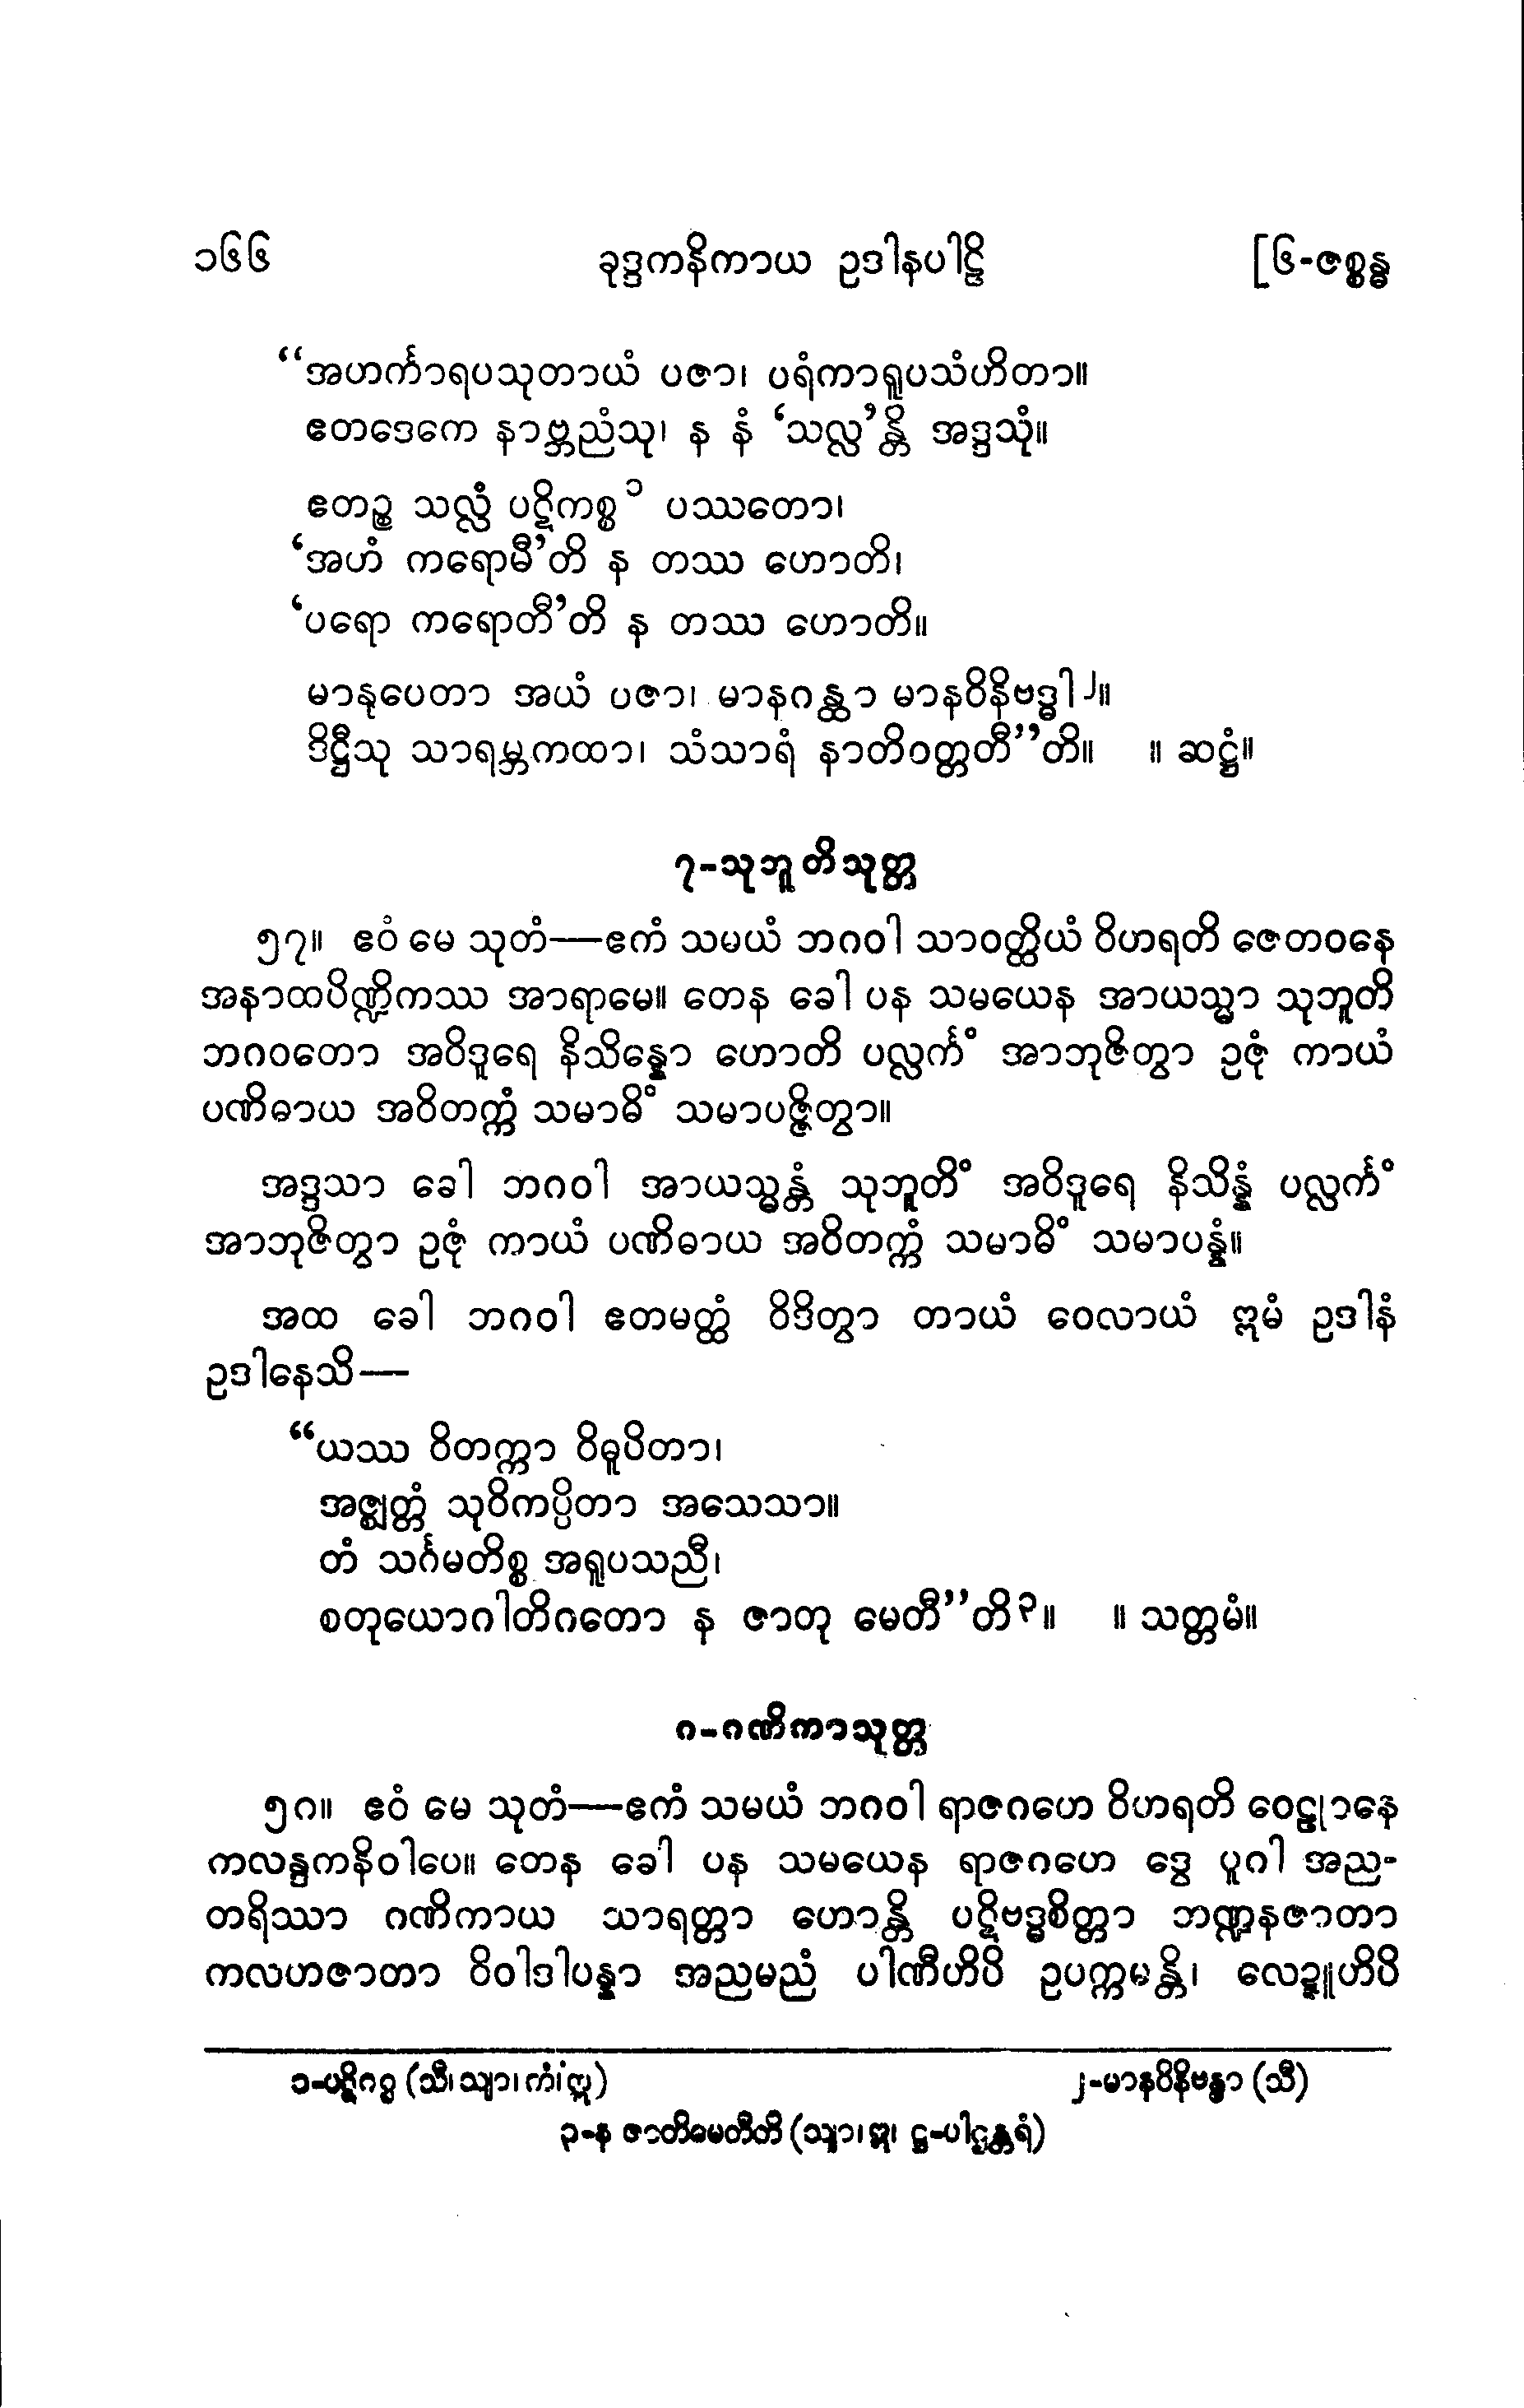 ၁၆၆ ခုဒ္ဒကနိကာယ ဥဒါနပါဠိ [၆-ဇစ္စန္ဓ
“အဟင်္ကာရပသုတာယံ ပဇာ၊ ပရံကာရူပသံဟိတာ။
ဧတဒေကေ နာဗ္ဘညံသု၊ န နံ ‘သလ္လ’န္တိ အဒ္ဒသုံ။
ဧတဉ္စ သလ္လံ ပဋိကစ္စ၁ ပဿတော၊
‘အဟံ ကရောမီ’တိ န တဿ ဟောတိ၊
‘ပရော ကရောတီ’တိ န တဿ ဟောတိ။
မာနုပေတာ အယံ ပဇာ၊ မာနဂန္ထာ မာနဝိနိဗဒ္ဓါ၂။
ဒိဋ္ဌီသု သာရမ္ဘကထာ၊ သံသာရံ နာတိဝတ္တတီ”တိ။ ။ ဆဋ္ဌံ။
၇-သုဘူတိသုတ္တ
၅၇။ ဧဝံ မေ သုတံ—ဧကံ သမယံ ဘဂဝါ သာဝတ္ထိယံ ဝိဟရတိ ဇေတဝနေ
အနာထပိဏ္ဍိကဿ အာရာမေ။ တေန ခေါ ပန သမယေန အာယသ္မာ သုဘူတိ
ဘဂဝတော အဝိဒူရေ နိသိန္နော ဟောတိ ပလ္လင်္ကံ အာဘုဇိတွာ ဥဇုံ ကာယံ
ပဏိဓာယ အဝိတက္ကံ သမာဓိံ သမာပဇ္ဇိတွာ။
အဒ္ဒသာ ခေါ ဘဂဝါ အာယသ္မန္တံ သုဘူတိံ အဝိဒူရေ နိသိန္နံ ပလ္လင်္ကံ
အာဘုဇိတွာ ဥဇုံ ကာယံ ပဏိဓာယ အဝိတက္ကံ သမာဓိံ သမာပန္နံ။
အထ ခေါ ဘဂဝါ ဧတမတ္ထံ ဝိဒိတွာ တာယံ ဝေလာယံ ဣမံ ဥဒါနံ
ဥဒါနေသိ—
“ယဿ ဝိတက္ကာ ဝိဓူပိတာ၊
အဇ္ဈတ္တံ သုဝိကပ္ပိတာ အသေသာ။
တံ သင်္ဂမတိစ္စ အရူပသညီ၊
စတုယောဂါတိဂတော န ဇာတု မေတီ”တိ၃။ ။ သတ္တမံ။
၈-ဂဏိကာသုတ္တ
၅၈။ ဧဝံ မေ သုတံ—ဧကံ သမယံ ဘဂဝါ ရာဇဂဟေ ဝိဟရတိ ဝေဠုဝနေ
ကလန္ဒကနိဝါပေ။ တေန ခေါ ပန သမယေန ရာဇဂဟေ ဒွေ ပူဂါ အည-
တရိဿာ ဂဏိကာယ သာရတ္တာ ဟောန္တိ ပဋိဗဒ္ဓစိတ္တာ ဘဏ္ဍနဇာတာ
ကလဟဇာတာ ဝိဝါဒါပန္နာ အညမညံ ပါဏီဟိပိ ဥပက္ကမန္တိ၊ လေဍ္ဍူဟိပိ
၁-ပဋိဂစ္စ (သီ၊ သျာ၊ ကံ၊ ဣ) ၂-မာနဝိနိဗန္ဓာ (သီ)
၃-န ဇာတိမေတီတိ (သျာ၊ ဣ၊ ဋ္ဌ-ပါဌန္တရံ)